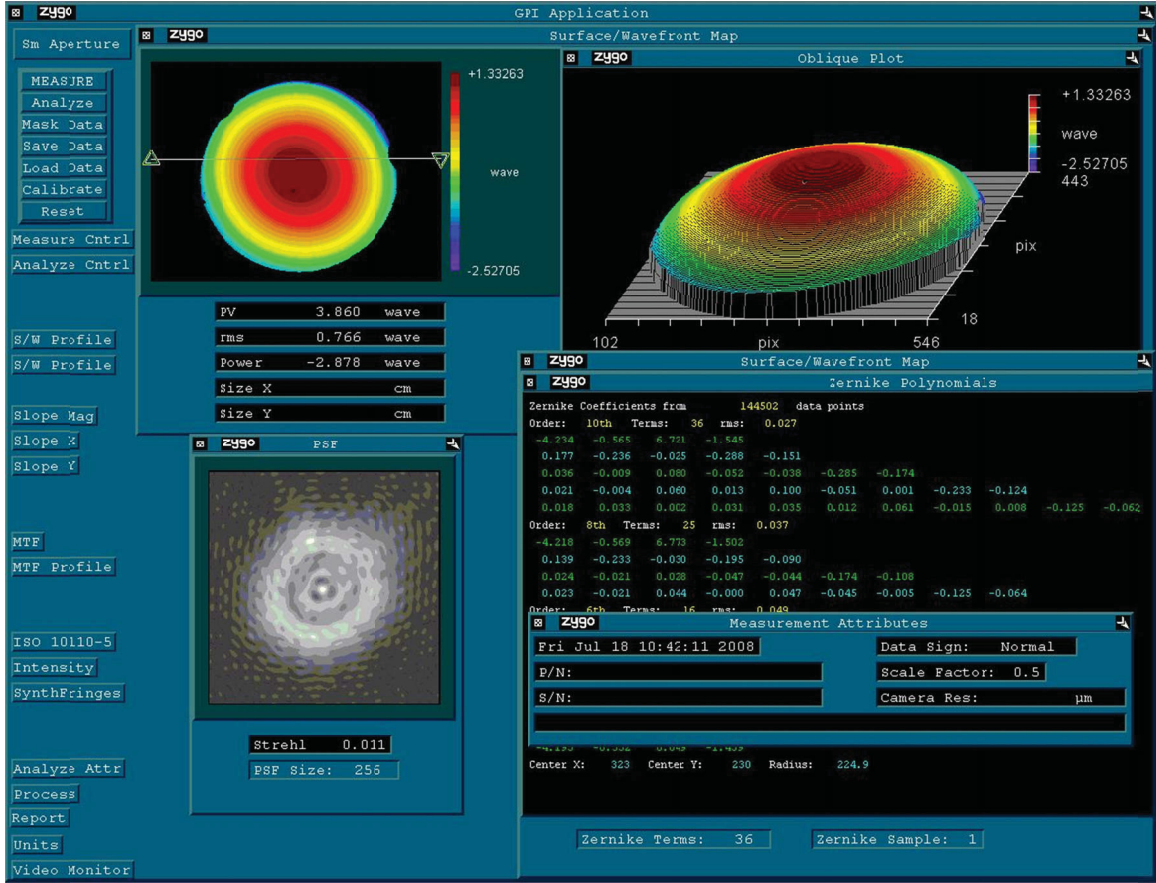 zygo GPI Application
Sm Aperture
MEASURE
Analyze
Mask Data
Save Data
Load Data
Calibrate
Reset
Measure Cntrl
Analyze Cntrl
S/W Profile
S/W Profile
Slope Mag
Slope X
Slope Y
MTF
MTF Profile
ISO 10110-5
Intensity
SynthFringes
Analyze Attr
Process
Report
Units
Video Monitor
zygo Surface/Wavefront Map
+1.33263
wave
-2.52705
PV 3.860 wave
rms 0.766 wave
Power -2.878 wave
Size X cm
Size Y cm
zygo Oblique Plot
+1.33263
wave
-2.52705
443
pix
18
102 pix 546
zygo PSF
Strehl 0.011
PSF Size: 256
zygo Surface/Wavefront Map
zygo Zernike Polynomials
Zernike Coefficients from 144502 data points
Order: 10th Terms: 36 rms: 0.027
-4.234 -0.565 6.721 -1.545
0.177 -0.236 -0.025 -0.288 -0.151
0.036 -0.009 0.080 -0.052 -0.038 -0.285 -0.174
0.021 -0.004 0.060 0.013 0.100 -0.051 0.001 -0.233 -0.124
0.018 0.033 0.002 0.031 0.035 0.012 0.061 -0.015 0.008 -0.125 -0.062
Order: 8th Terms: 25 rms: 0.037
-4.218 -0.569 6.773 -1.502
0.139 -0.233 -0.030 -0.195 -0.090
0.024 -0.021 0.028 -0.047 -0.044 -0.174 -0.108
0.023 -0.021 0.044 -0.000 0.047 -0.045 -0.005 -0.125 -0.064
Order: 6th Terms: 16 rms: 0.049
zygo Measurement Attributes
Fri Jul 18 10:42:11 2008
Data Sign: Normal
P/N:
Scale Factor: 0.5
S/N:
Camera Res: µm
Center X: 323 Center Y: 230 Radius: 224.9
Zernike Terms: 36
Zernike Sample: 1